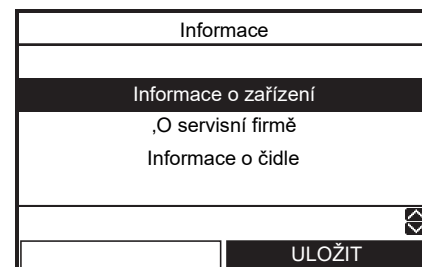 Informace
Informace o zařízení
,O servisní firmě
Informace o čidle
ULOŽIT